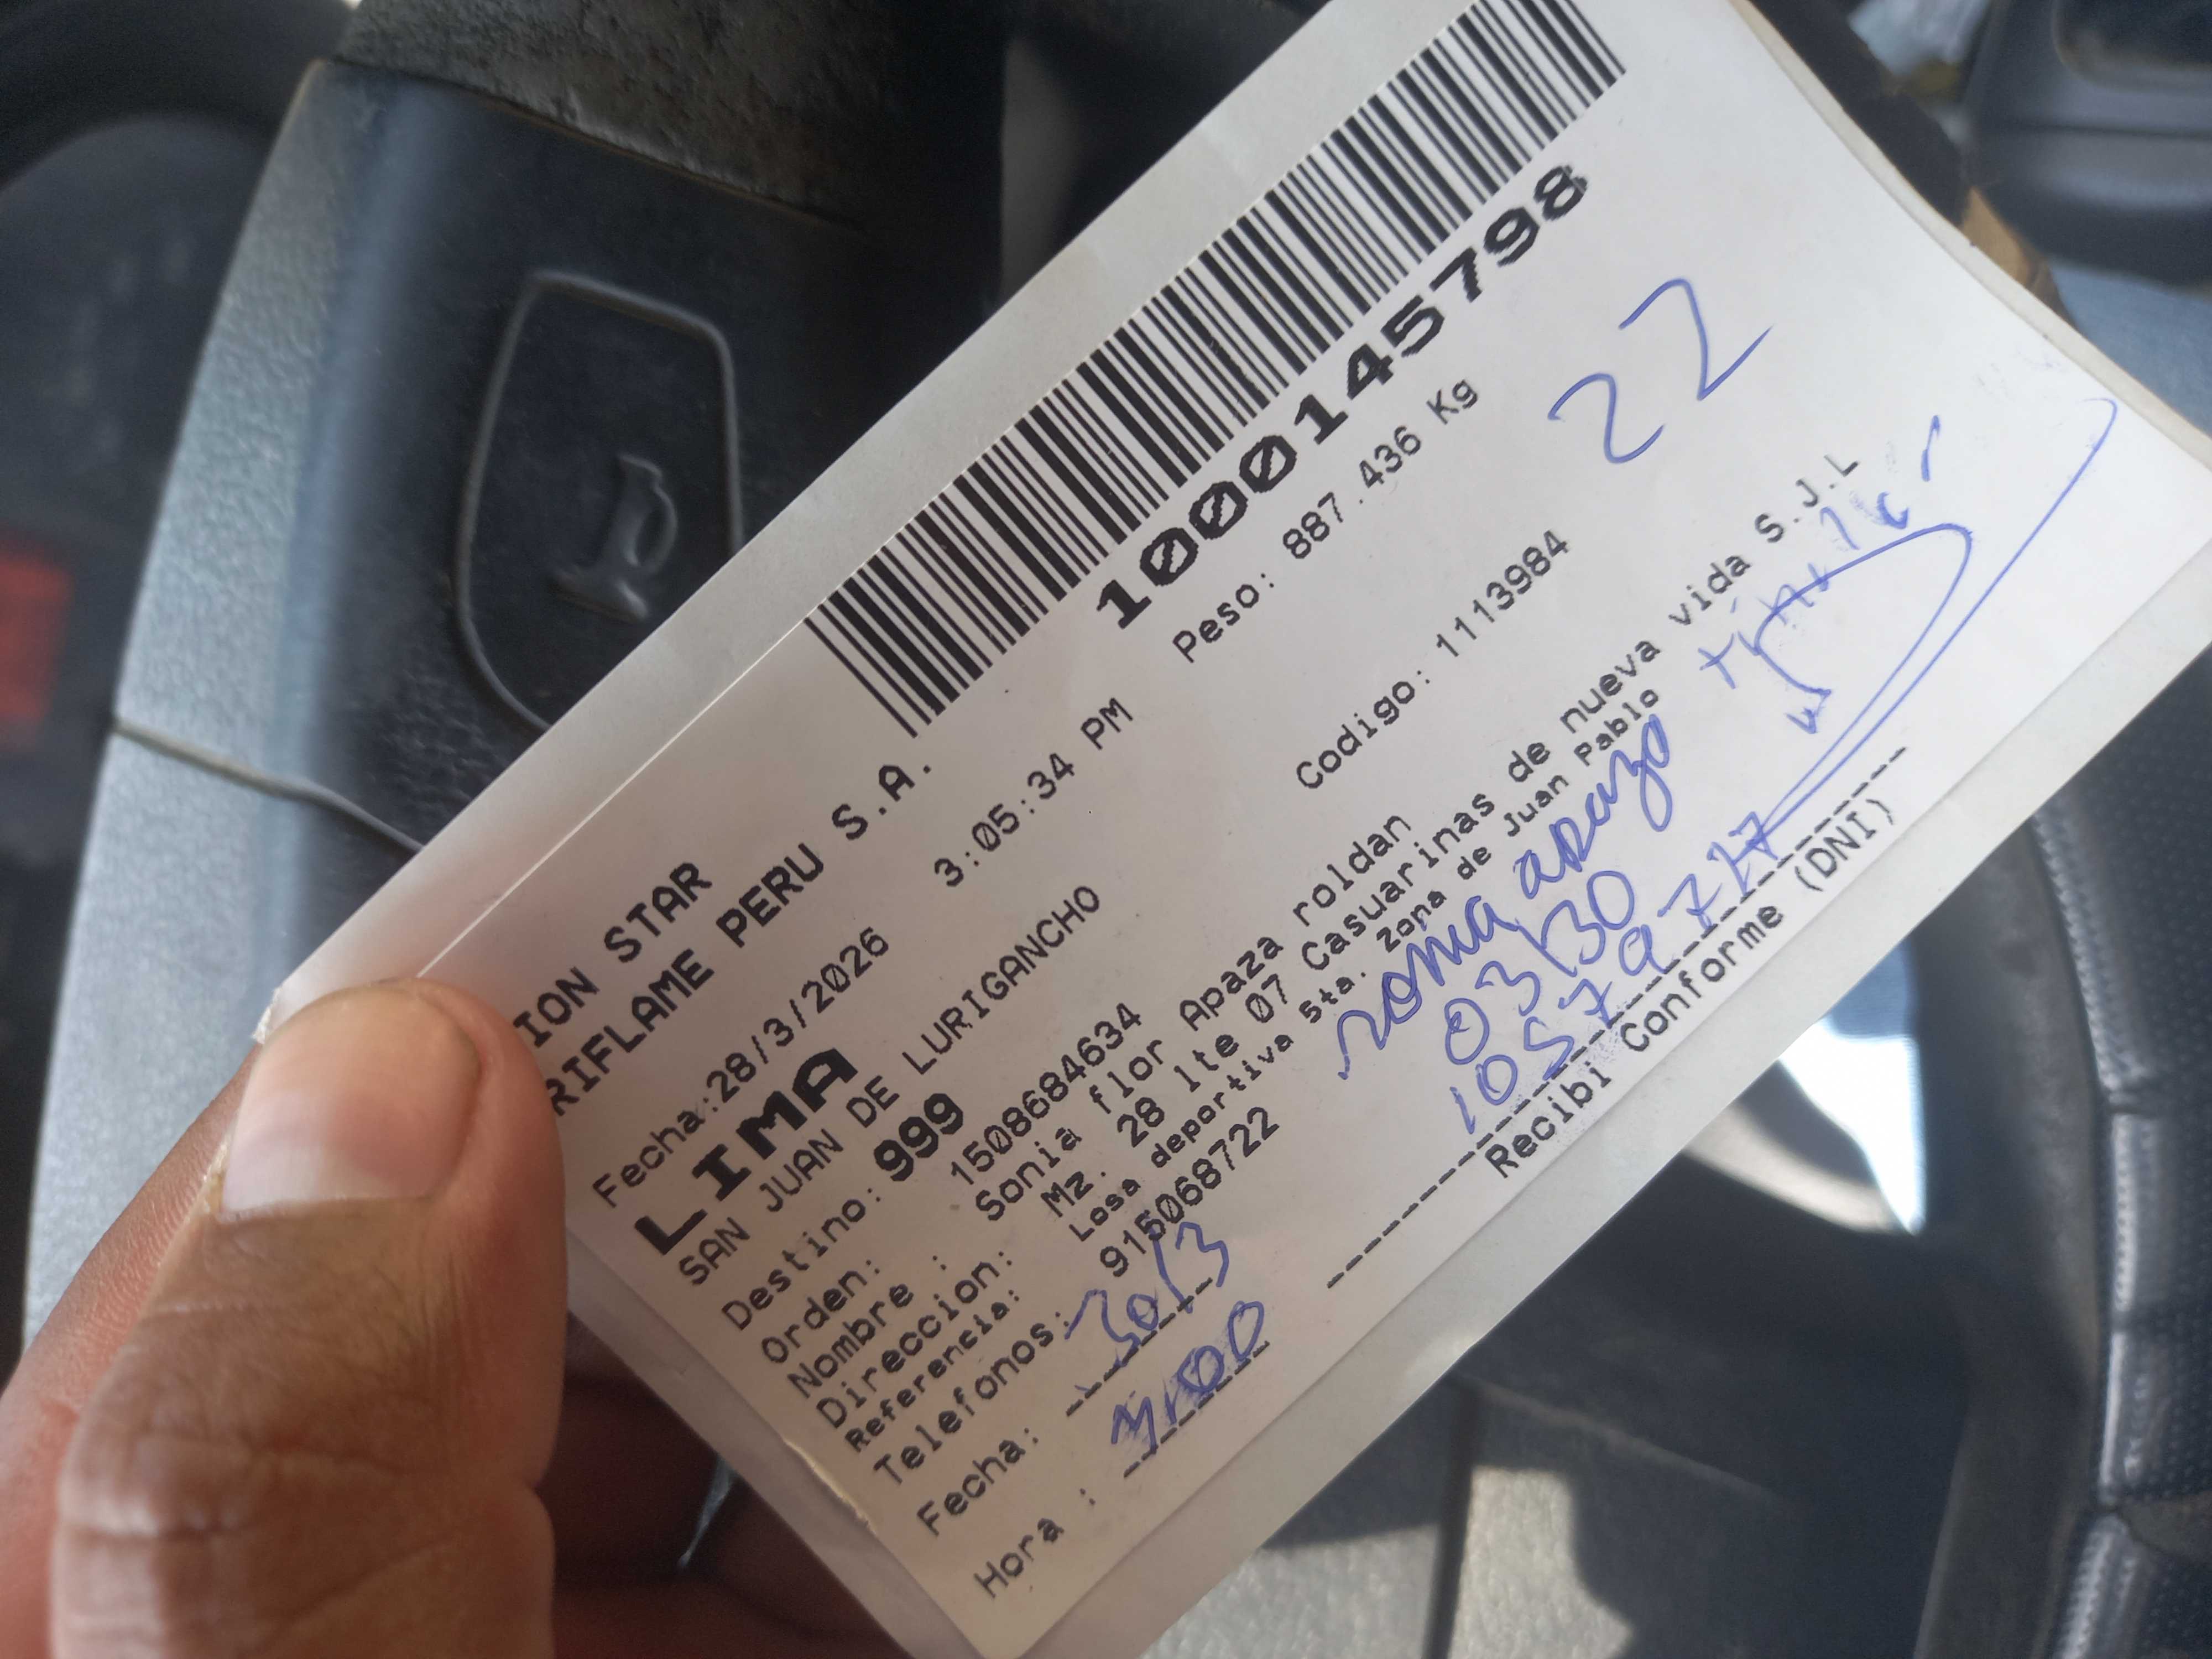 ION STAR
RIFLAME PERU S.A.
1000145798
Fecha:28/3/2026 3:05:34 PM Peso: 887.436 Kg
LIMA
SAN JUAN DE LURIGANCHO
22
Destino: 999 Codigo: 1113984
Orden: 15086846​34
Nombre : Sonia flor Apaza roldan
Direccion: Mz. 28 lte 07 Casuarinas de nueva vida S.J.L
Referencia: Losa deportiva 5ta. Zona de Juan Pablo
Telefonos: 915068722
Fecha: 30/3
Hora :
Recibi Conforme (DNI)